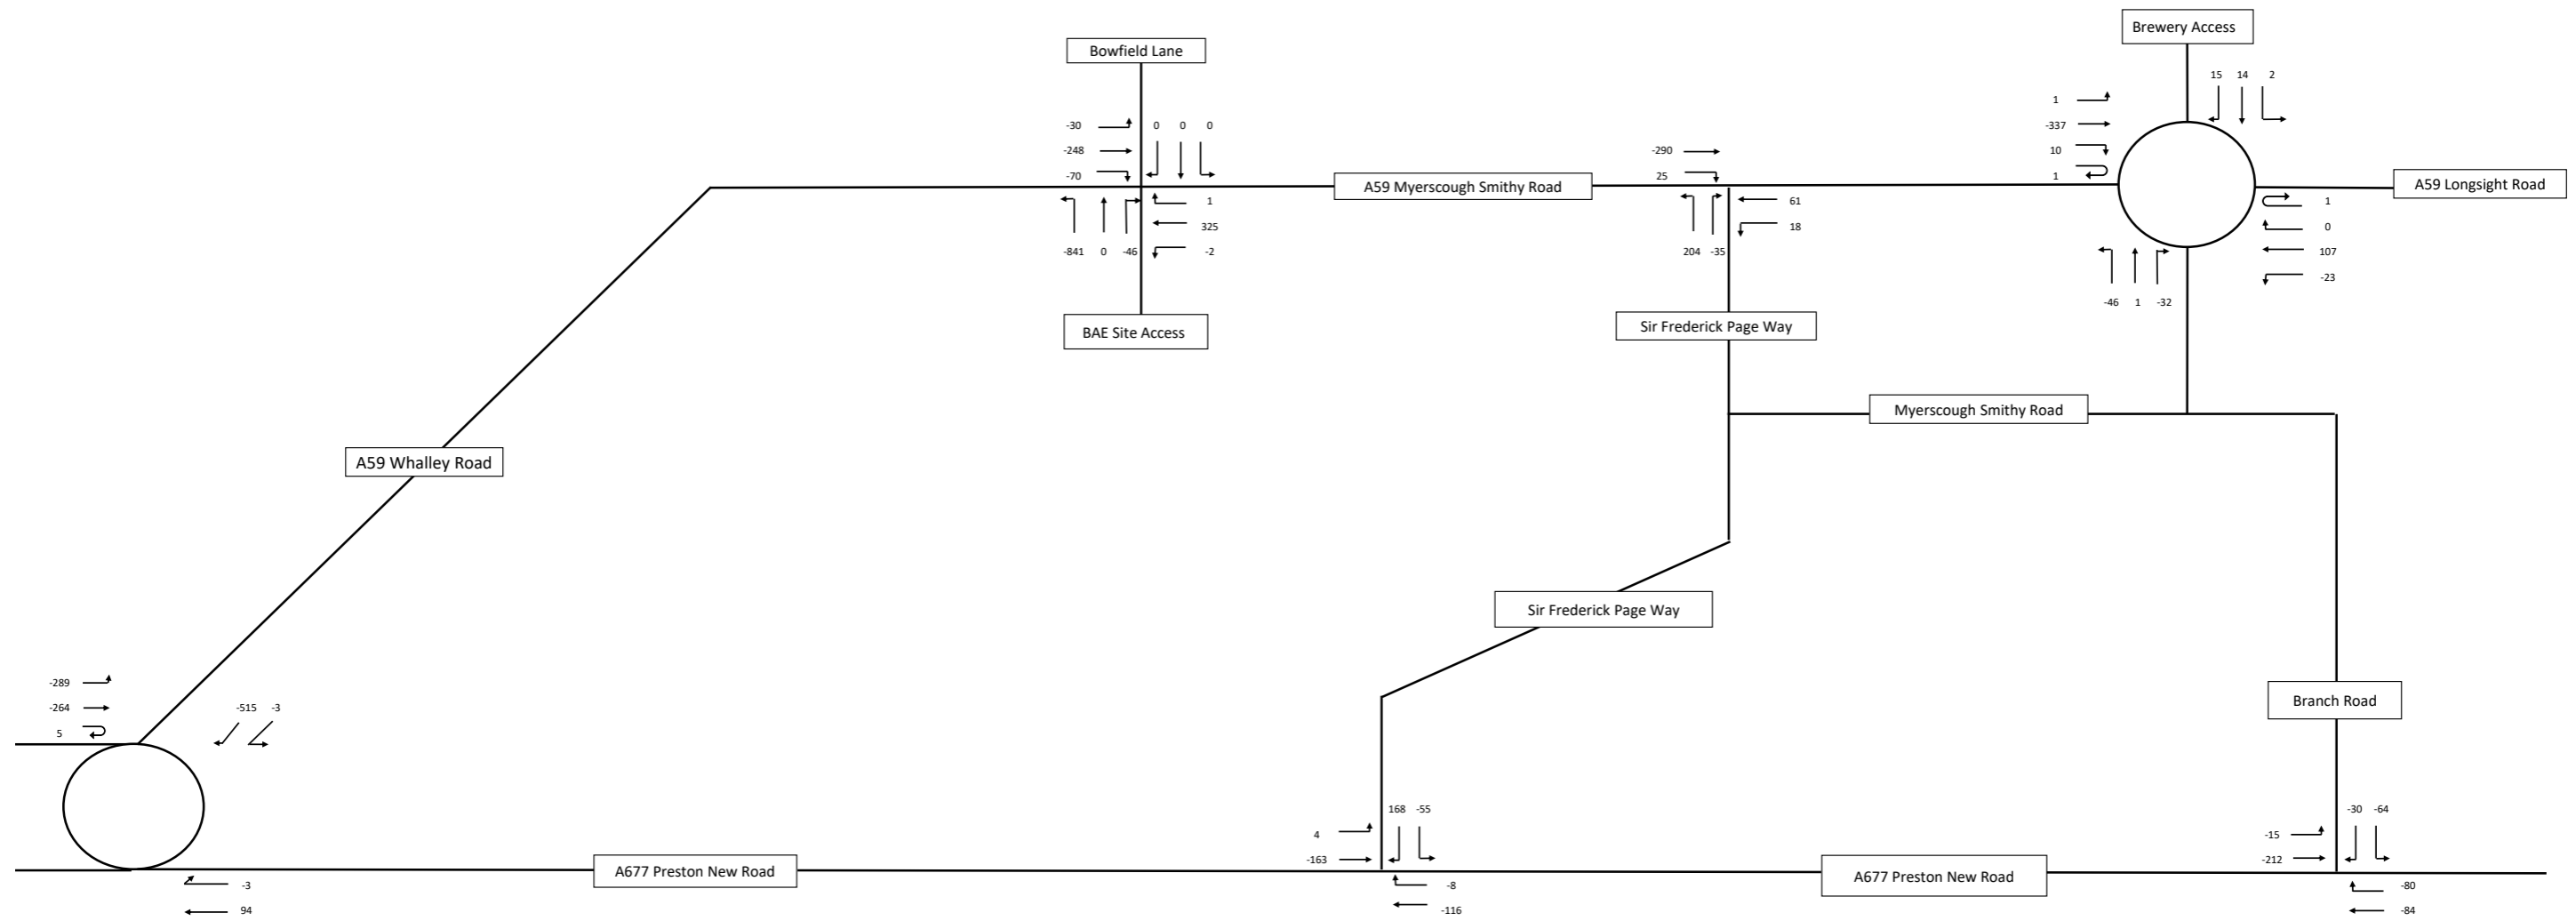 Brewery Access
Bowfield Lane
15 14 2
1
-30 0 0 0
-337
-248
-290
10
-70
25
1
A59 Myerscough Smithy Road
A59 Longsight Road
1
61
1
325
18
0
-841 0 -46
-2
204 -35
107
-23
-46 1 -32
BAE Site Access
Sir Frederick Page Way
Myerscough Smithy Road
A59 Whalley Road
Sir Frederick Page Way
-289
Branch Road
-264
-515 -3
5
168 -55
-30 -64
4
-15
-163
-212
A677 Preston New Road
A677 Preston New Road
-3
-8
-80
94
-116
-84